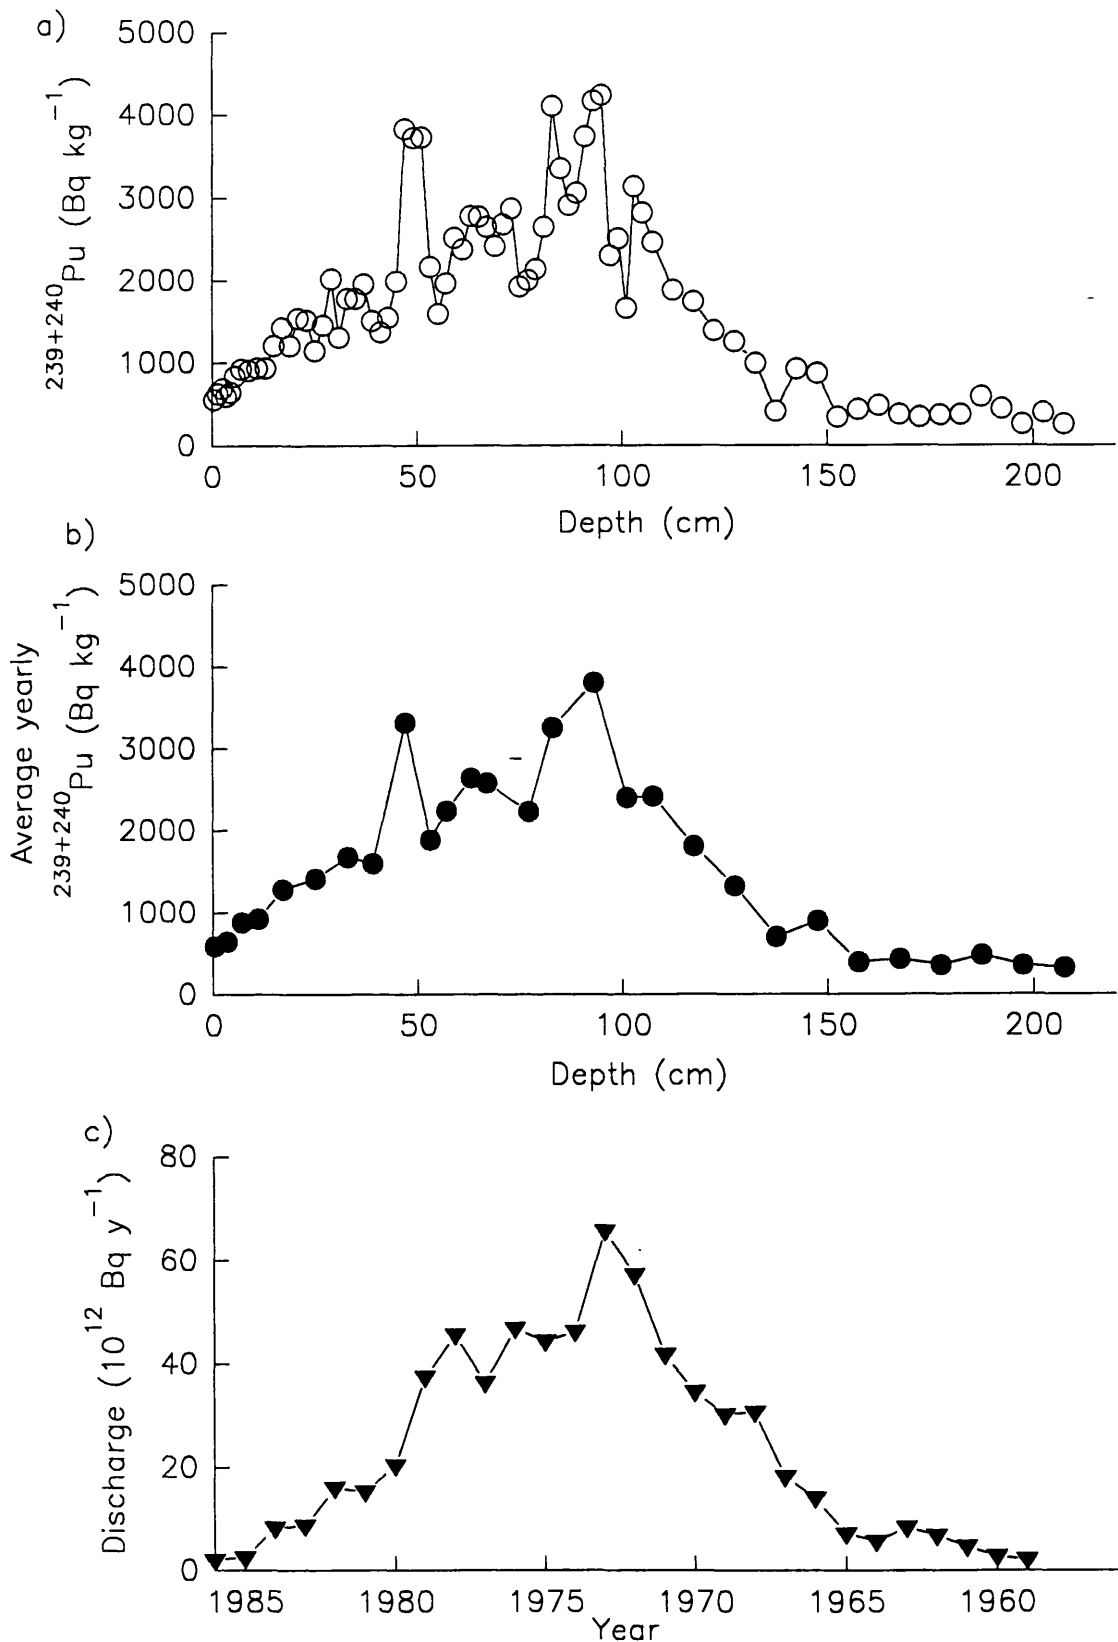 a)
5000
4000
3000
2000
1000
0
239+240Pu (Bq kg−1)
0 50 100 150 200
Depth (cm)
b)
5000
4000
3000
2000
1000
0
Average yearly
239+240Pu (Bq kg−1)
0 50 100 150 200
Depth (cm)
c)
80
60
40
20
0
Discharge (10^12 Bq y−1)
1985 1980 1975 1970 1965 1960
Year